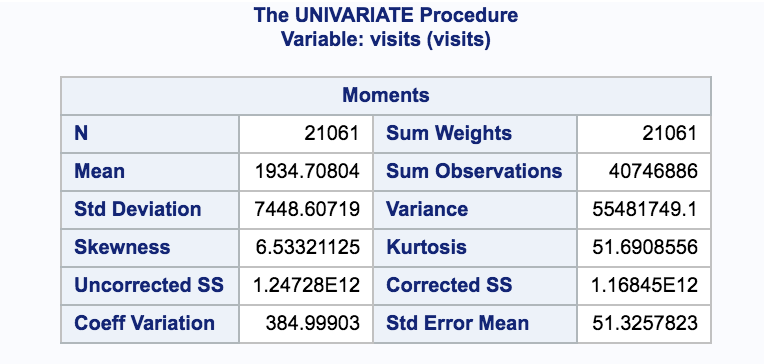 The UNIVARIATE Procedure
Variable: visits (visits)
Moments
N 21061 Sum Weights 21061
Mean 1934.70804 Sum Observations 40746886
Std Deviation 7448.60719 Variance 55481749.1
Skewness 6.53321125 Kurtosis 51.6908556
Uncorrected SS 1.24728E12 Corrected SS 1.16845E12
Coeff Variation 384.99903 Std Error Mean 51.3257823